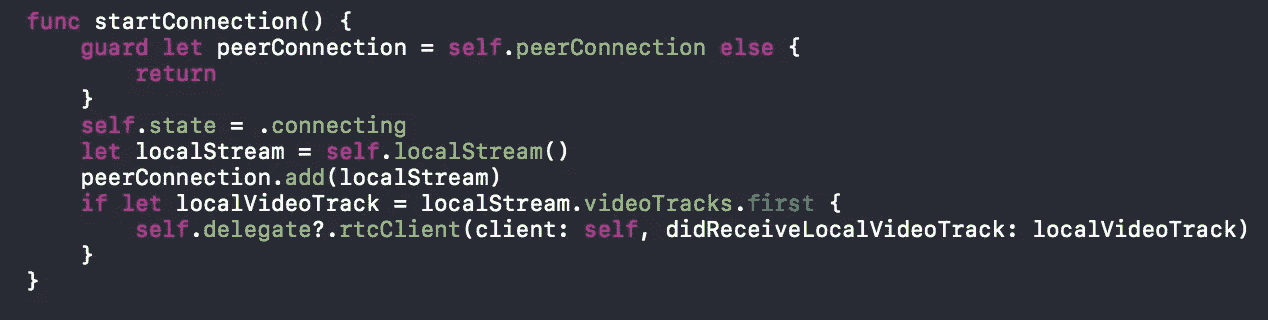 func startConnection() {
    guard let peerConnection = self.peerConnection else {
        return
    }
    self.state = .connecting
    let localStream = self.localStream()
    peerConnection.add(localStream)
    if let localVideoTrack = localStream.videoTracks.first {
        self.delegate?.rtcClient(client: self, didReceiveLocalVideoTrack: localVideoTrack)
    }
}